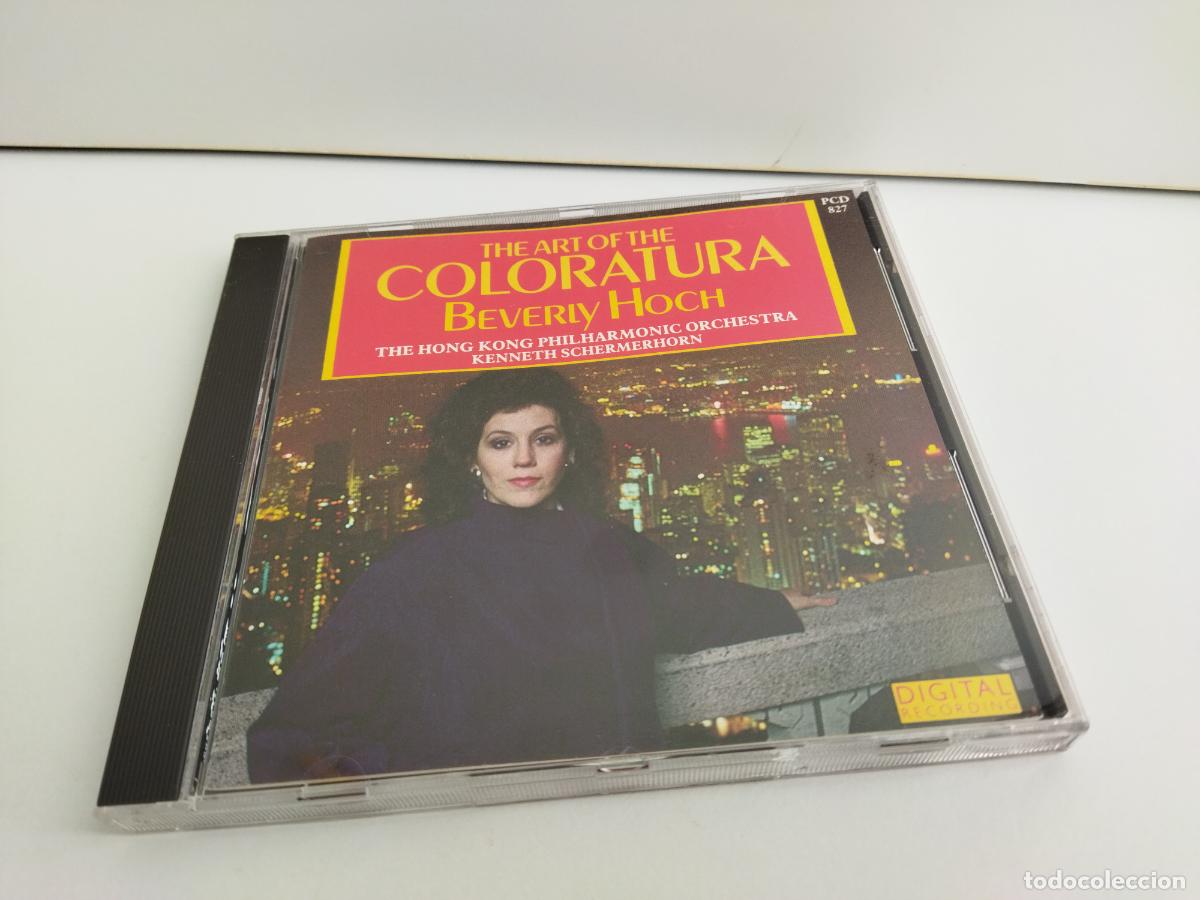 PCD
827
THE ART OF THE
COLORATURA
BEVERLY HOCH
THE HONG KONG PHILHARMONIC ORCHESTRA
KENNETH SCHERMERHORN
DIGITAL
RECORDING
todocoleccion